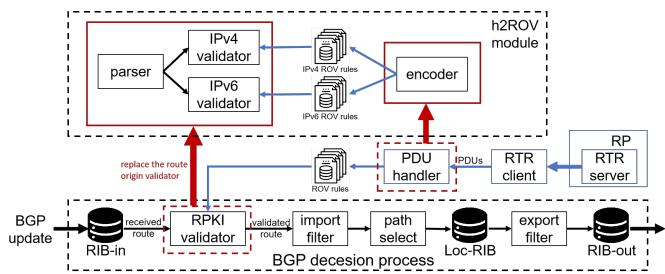 h2ROV
module
IPv4
validator
parser
IPv6
validator
IPv4 ROV rules
IPv6 ROV rules
encoder
replace the route
origin validator
ROV
rules
PDU
handler
PDUs
RTR
client
RP
RTR
server
BGP
update
RIB-in
received
route
RPKI
validator
validated
route
import
filter
path
select
Loc-RIB
export
filter
RIB-out
BGP decesion process